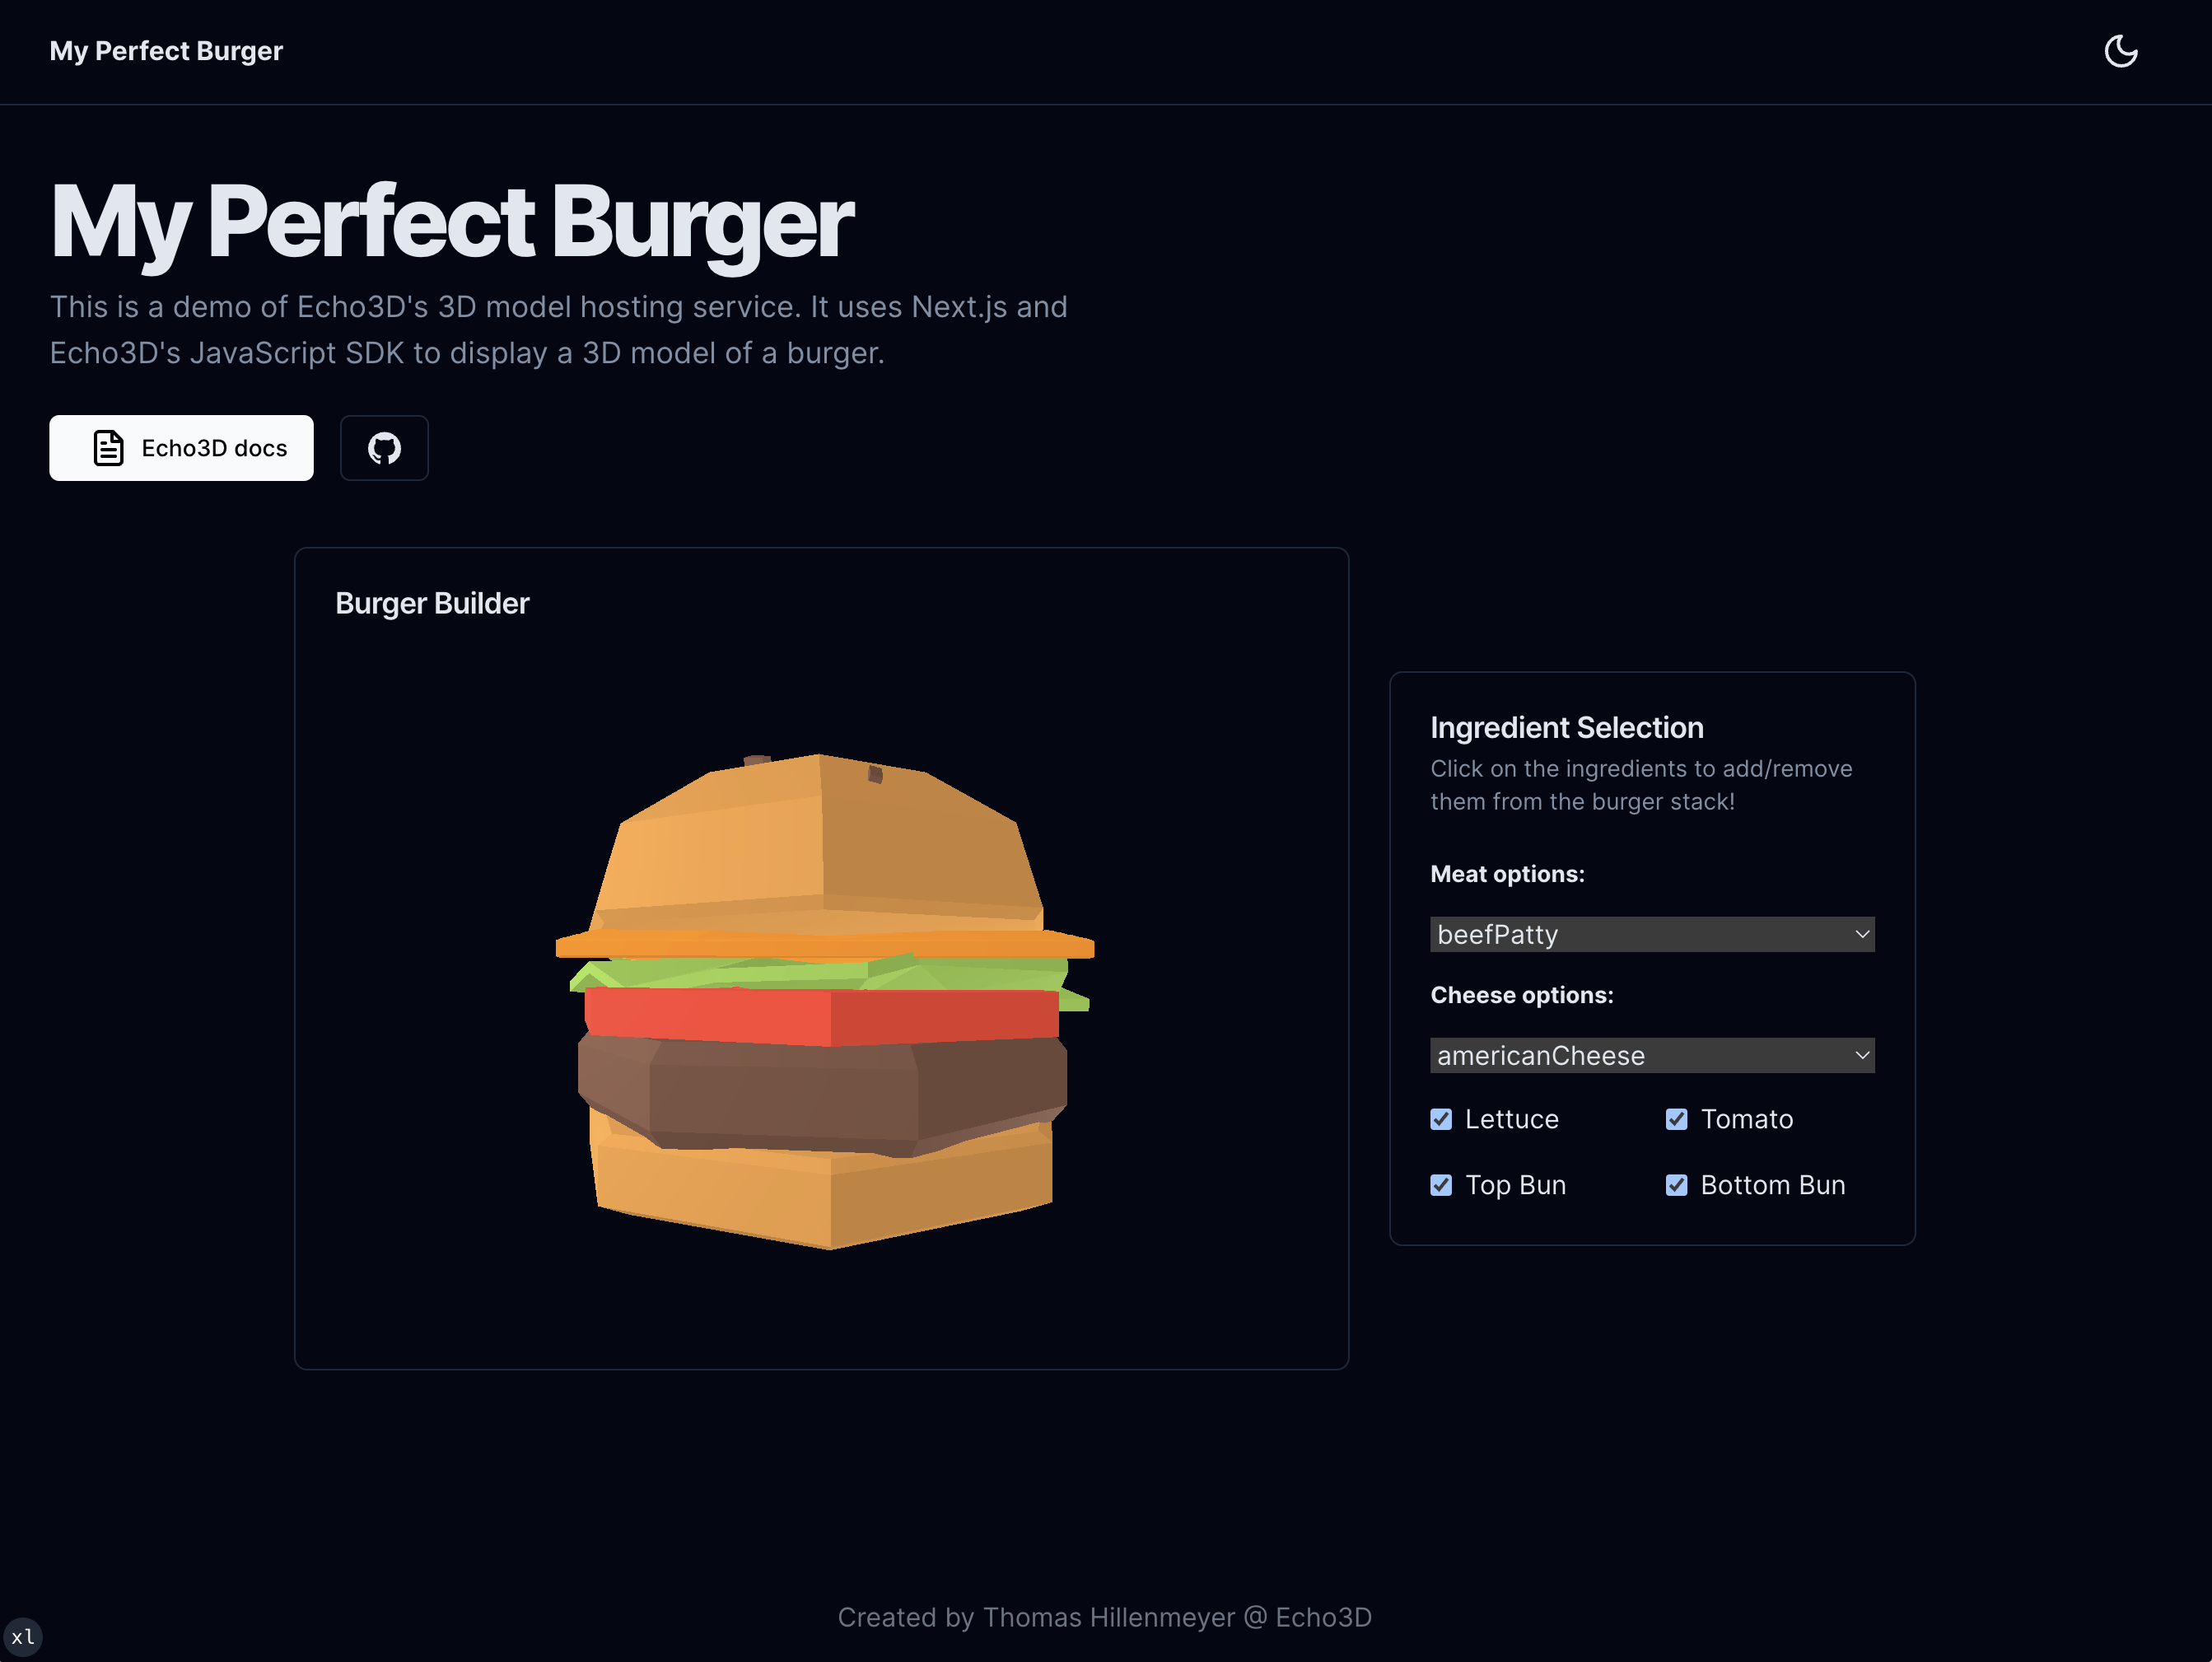 My Perfect Burger
My Perfect Burger
This is a demo of Echo3D's 3D model hosting service. It uses Next.js and
Echo3D's JavaScript SDK to display a 3D model of a burger.
Echo3D docs
Burger Builder
Ingredient Selection
Click on the ingredients to add/remove
them from the burger stack!
Meat options:
beefPatty
Cheese options:
americanCheese
Lettuce
Tomato
Top Bun
Bottom Bun
Created by Thomas Hillenmeyer @ Echo3D
xl